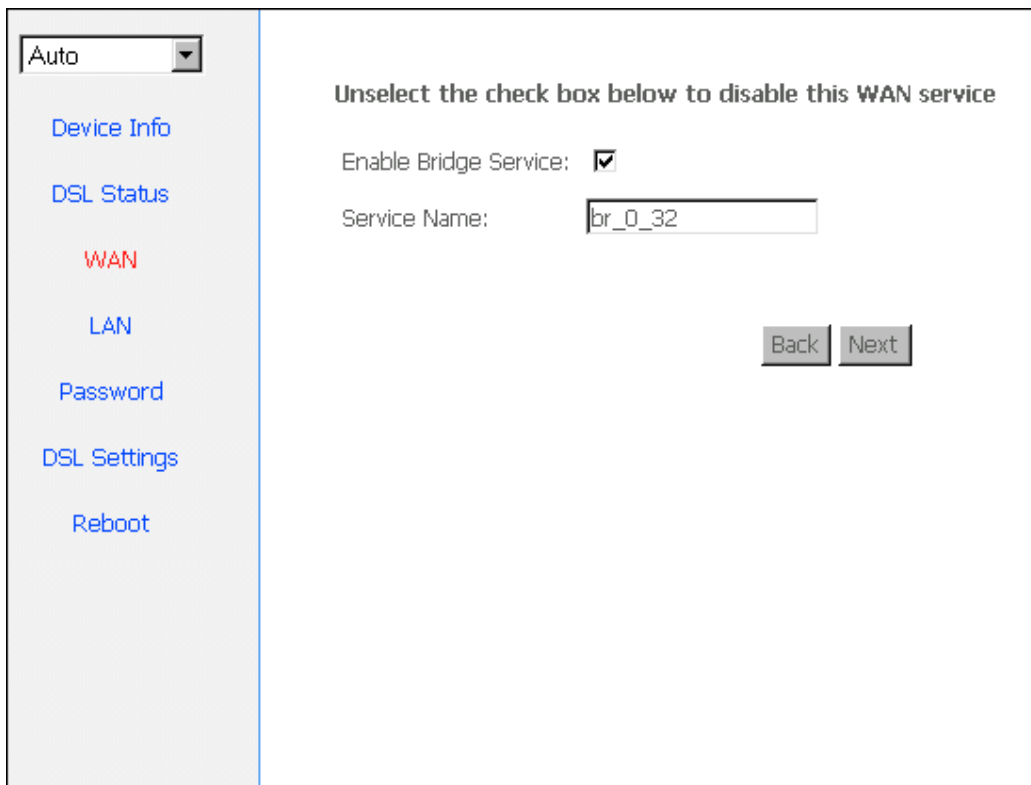 Auto
Device Info
DSL Status
WAN
LAN
Password
DSL Settings
Reboot
Unselect the check box below to disable this WAN service
Enable Bridge Service:
Service Name: br_0_32
Back Next